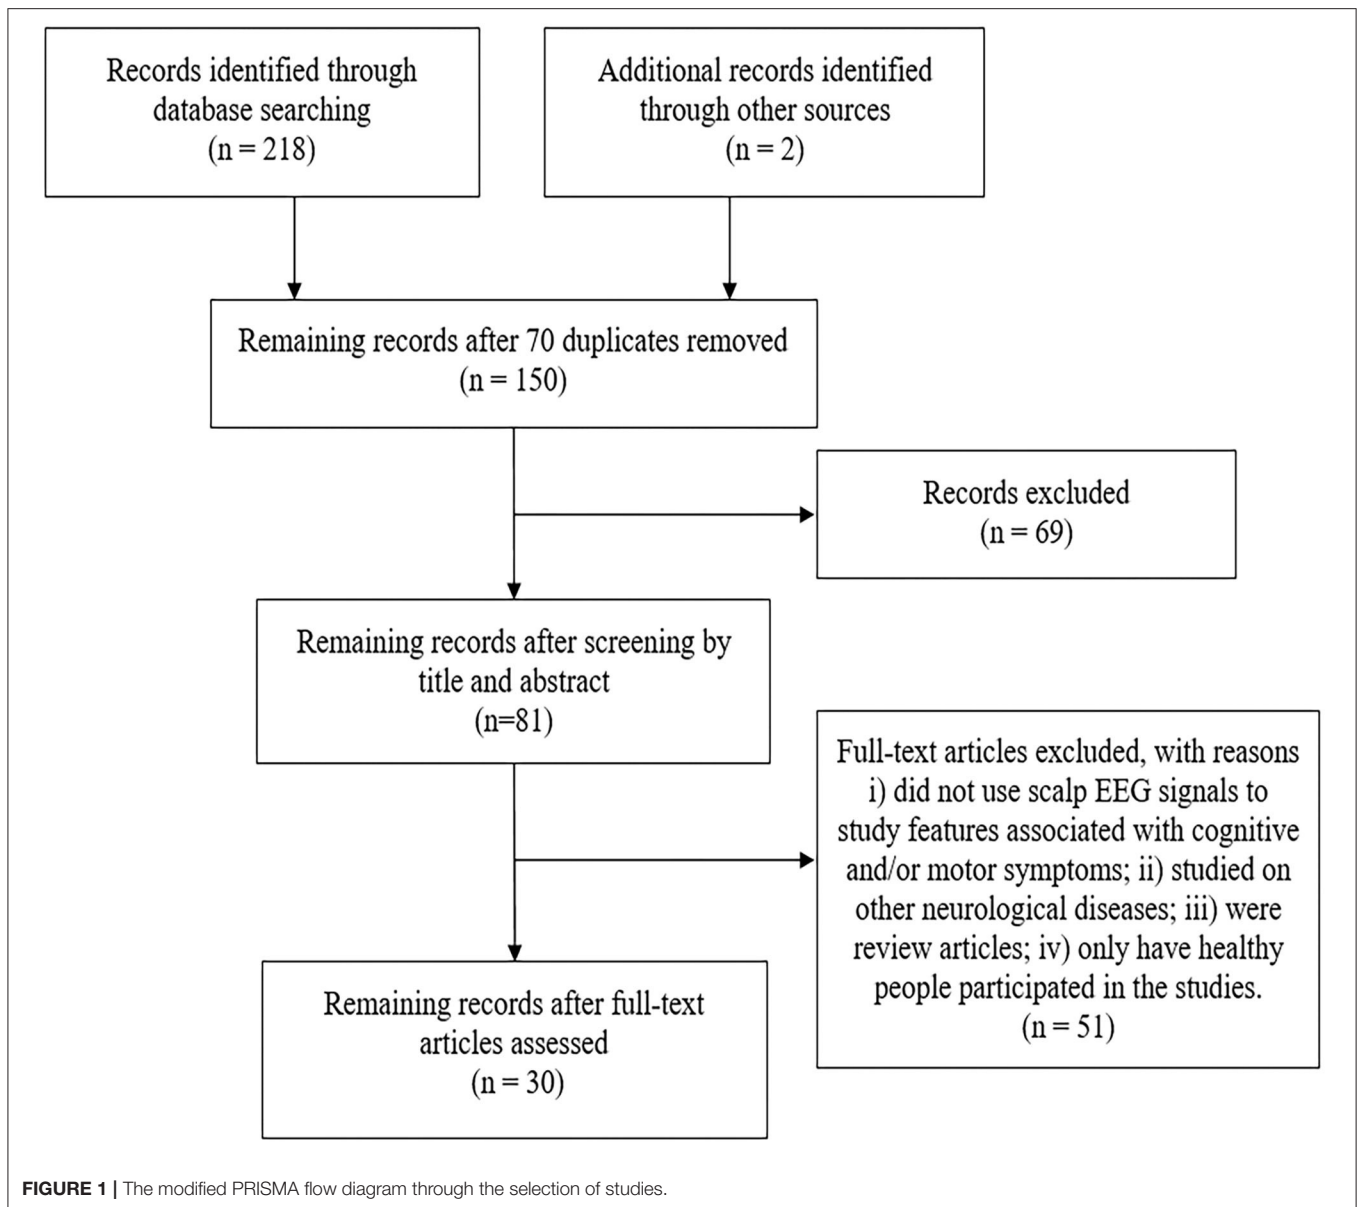 Records identified through
database searching
(n = 218)
Additional records identified
through other sources
(n = 2)
Remaining records after 70 duplicates removed
(n = 150)
Records excluded
(n = 69)
Remaining records after screening by
title and abstract
(n=81)
Full-text articles excluded, with reasons
i) did not use scalp EEG signals to
study features associated with cognitive
and/or motor symptoms; ii) studied on
other neurological diseases; iii) were
review articles; iv) only have healthy
people participated in the studies.
(n = 51)
Remaining records after full-text
articles assessed
(n = 30)
FIGURE 1 | The modified PRISMA flow diagram through the selection of studies.